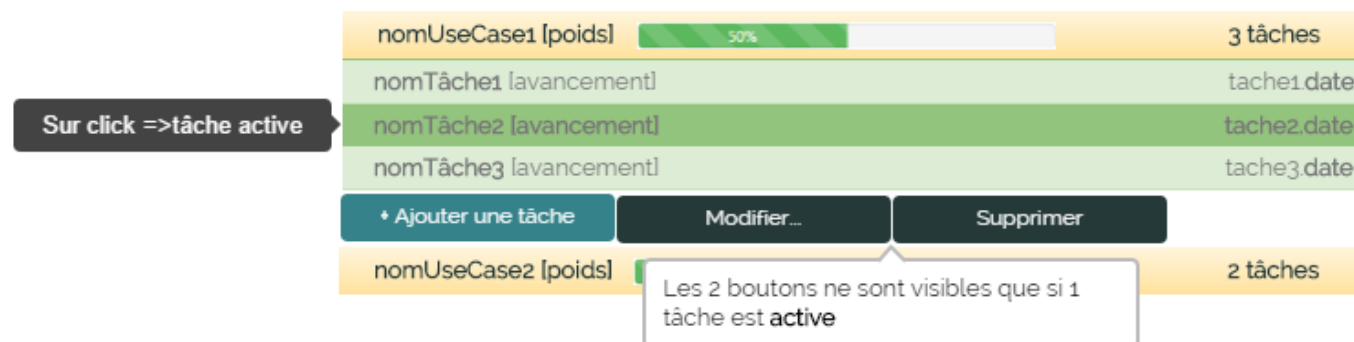 nomUseCase1 [poids] 50% 3 tâches
nomTâche1 [avancement] tache1.date
Sur click =>tâche active
nomTâche2 [avancement] tache2.date
nomTâche3 [avancement] tache3.date
+ Ajouter une tâche Modifier... Supprimer
nomUseCase2 [poids] 2 tâches
Les 2 boutons ne sont visibles que si 1
tâche est active